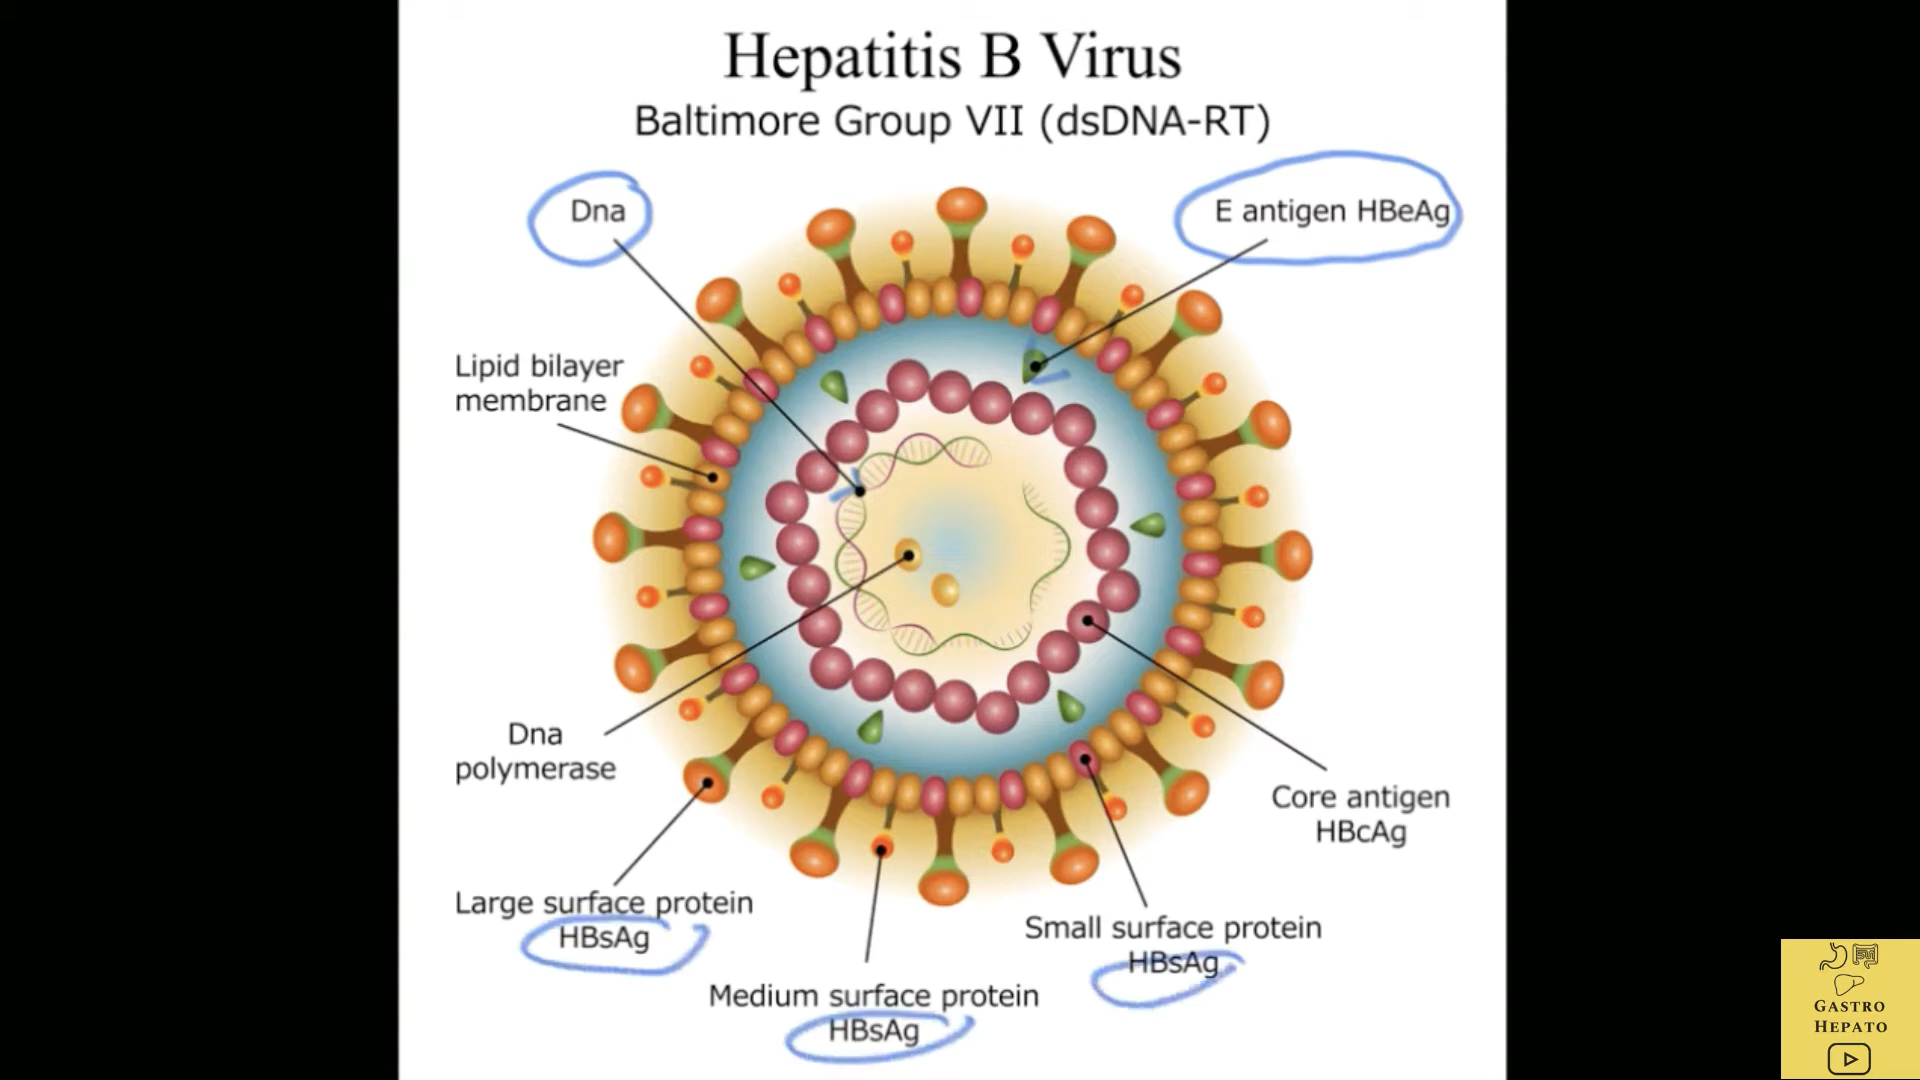 Hepatitis B Virus
Baltimore Group VII (dsDNA-RT)
Dna
E antigen HBeAg
Lipid bilayer
membrane
Dna
polymerase
Core antigen
HBcAg
Large surface protein
HBsAg
Small surface protein
HBsAg
Medium surface protein
HBsAg
GASTRO
HEPATO